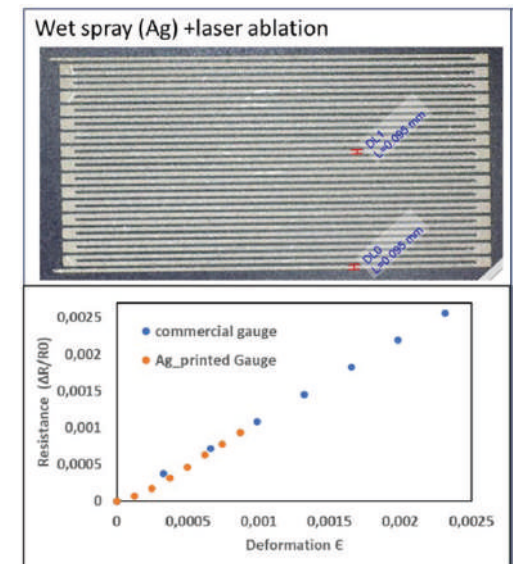 Wet spray (Ag) +laser ablation
DL1
L=0.095 mm
DL0
L=0.095 mm
0,0025
0,002
0,0015
0,001
0,0005
0
Resistance (ΔR/R0)
commercial gauge
Ag_printed Gauge
0
0,0005
0,001
0,0015
0,002
0,0025
Deformation Є